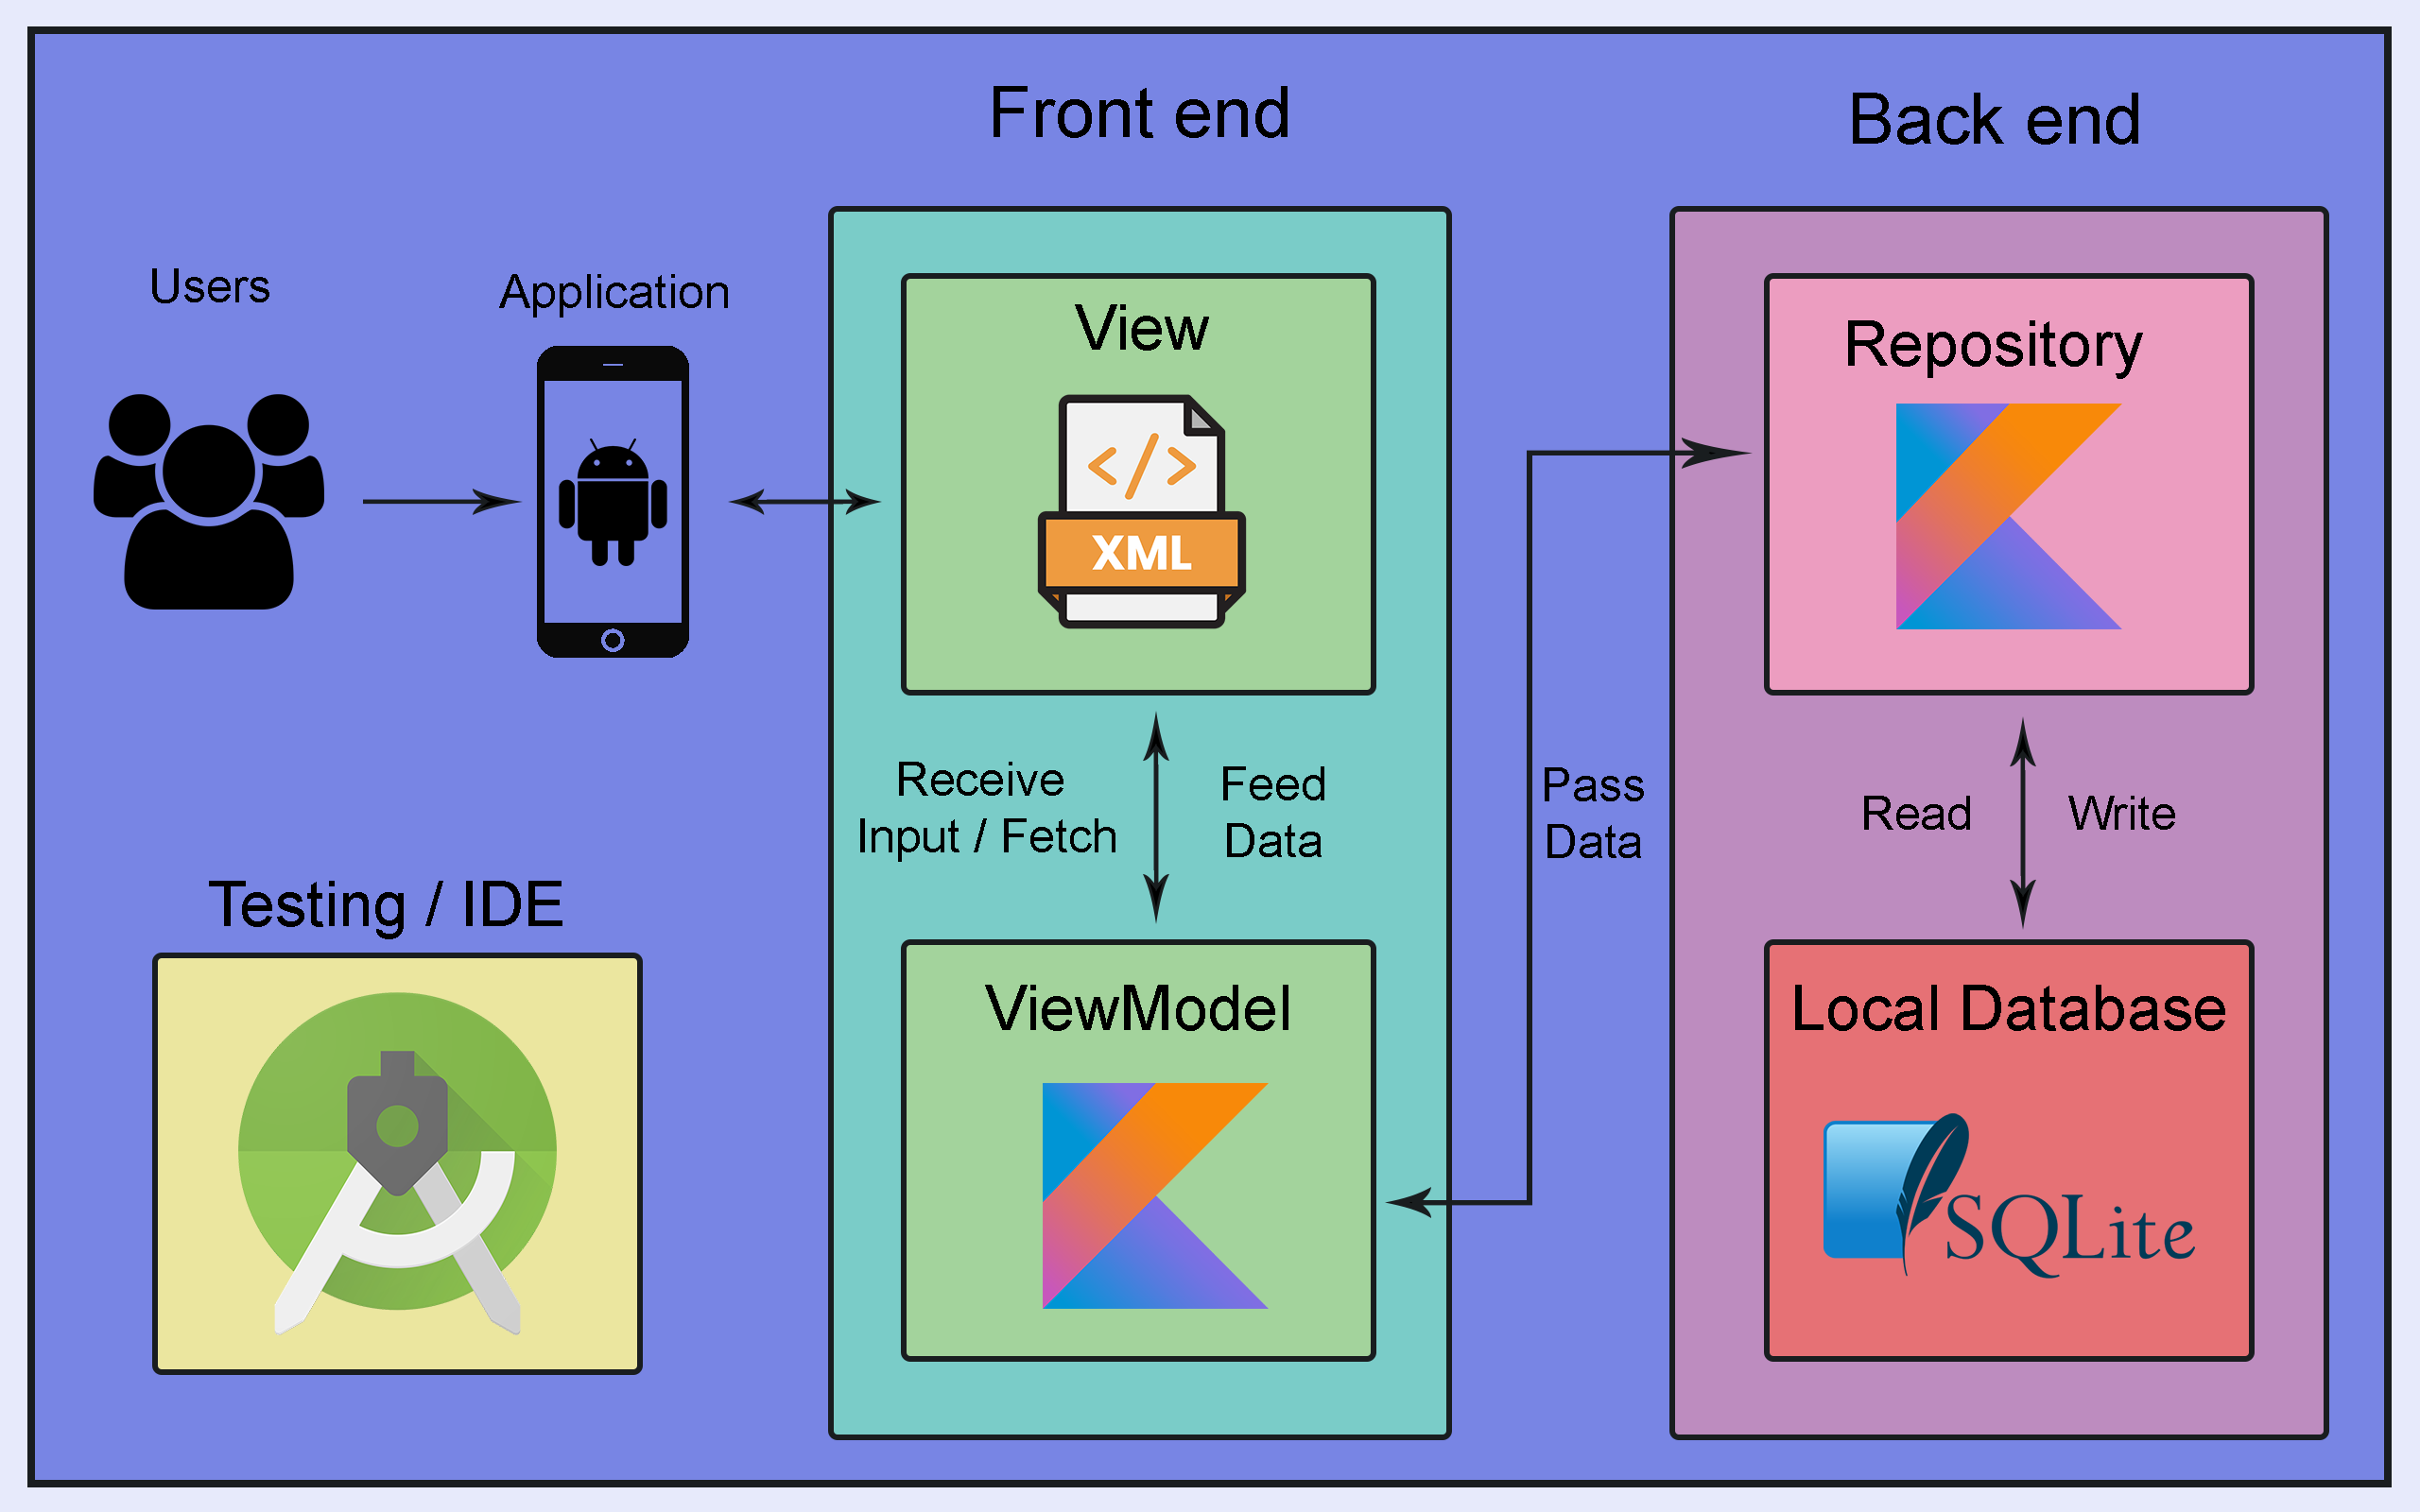 Front end
Back end
Users
Application
View
XML
Repository
Receive
Input / Fetch
Feed
Data
Pass
Data
Read
Write
Testing / IDE
ViewModel
Local Database
SQLite